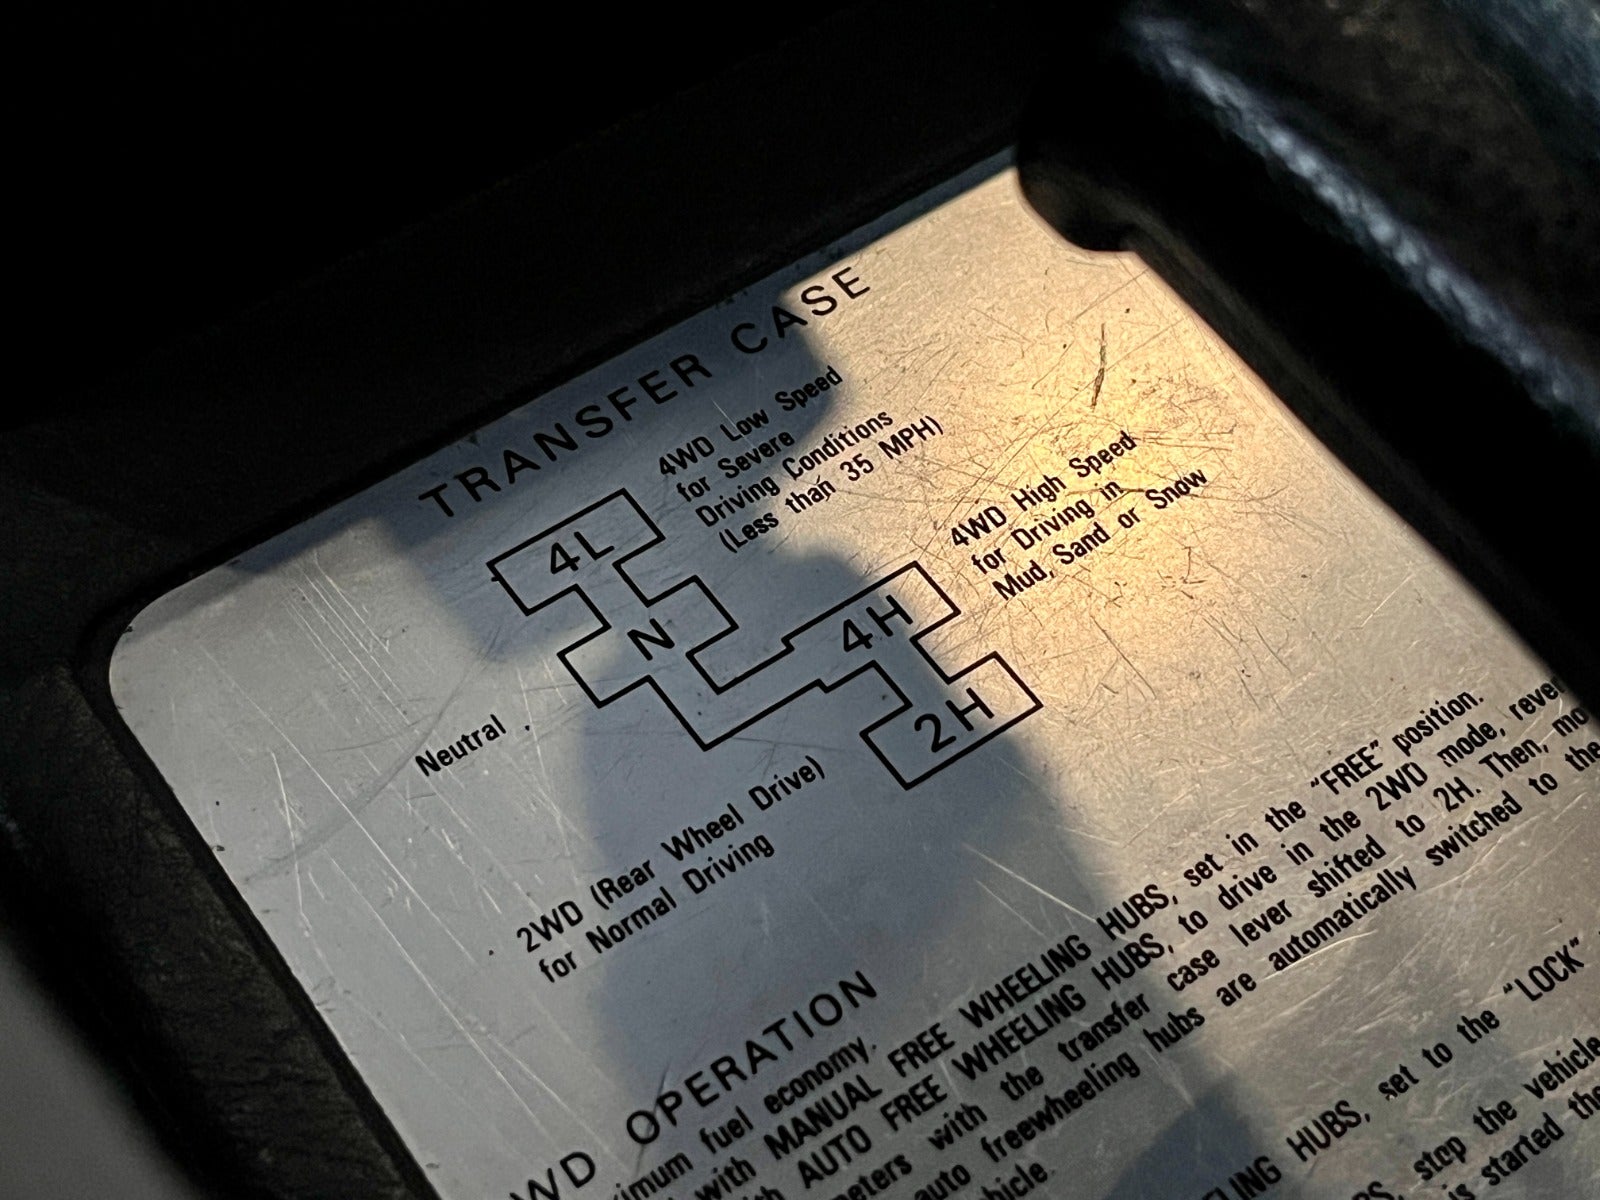 TRANSFER CASE
4WD Low Speed
for Severe
Driving Conditions
(Less than 35 MPH)
4L
N
4H
2H
4WD High Speed
for Driving in
Mud, Sand or Snow
Neutral
2WD (Rear Wheel Drive)
for Normal Driving
WD OPERATION
fuel economy.
with MANUAL FREE WHEELING HUBS, set in the "FREE" position.
AUTO FREE WHEELING HUBS, to drive in the 2WD mode,
with the transfer case lever shifted to 2H. Then,
auto freewheeling hubs are automatically switched to the
HUBS, set to the "LOCK"
stop the vehicle
started the